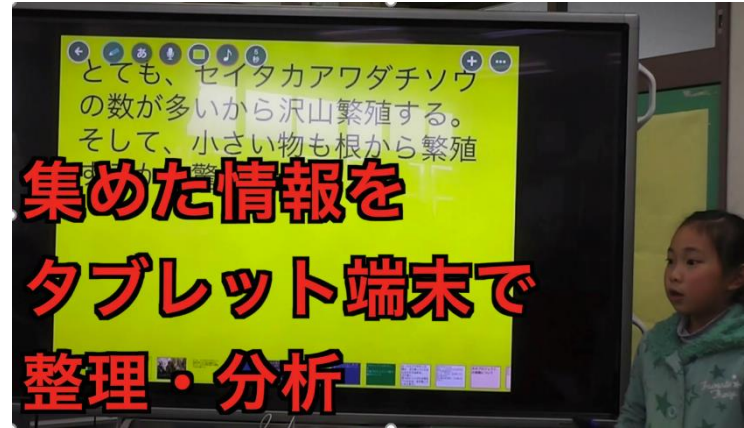 あ
5
秒
とても、セイタカアワダチソウ
の数が多いから沢山繁殖する。
そして、小さい物も根から繁殖
集めた情報を
タブレット端末で
整理・分析